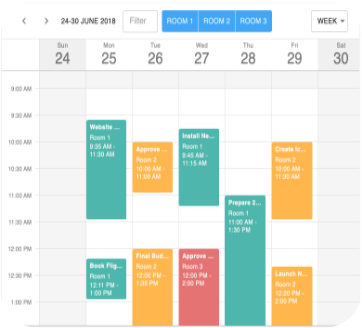 24-30 JUNE 2018
Filter
ROOM 1 ROOM 2 ROOM 3
WEEK
Sun Mon Tue Wed Thu Fri Sat
24 25 26 27 28 29 30
9:00 AM
9:30 AM
10:00 AM
10:30 AM
11:00 AM
11:30 AM
12:00 PM
12:30 PM
1:00 PM
Website ...
Room 1
9:35 AM -
11:30 AM
Book Flig...
Room 1
12:11 PM -
1:00 PM
Approve ...
Room 2
10:00 AM -
11:00 AM
Final Bud...
Room 2
12:00 PM -
1:35 PM
Install Ne...
Room 1
9:45 AM -
11:15 AM
Approve ...
Room 3
12:00 PM -
2:00 PM
Prepare 2...
Room 1
11:00 AM -
1:30 PM
Create Ic...
Room 2
10:00 AM -
11:30 AM
Launch N...
Room 2
12:20 PM -
2:00 PM